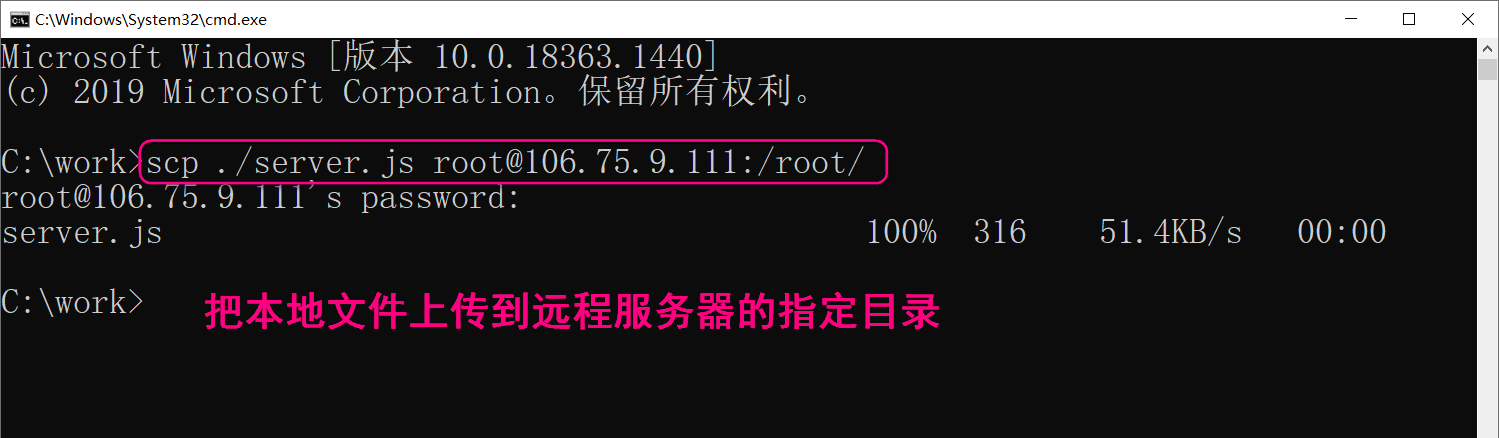 C:\Windows\System32\cmd.exe
Microsoft Windows [版本 10.0.18363.1440]
(c) 2019 Microsoft Corporation。保留所有权利。
C:\work>scp ./server.js root@106.75.9.111:/root/
root@106.75.9.111's password:
server.js 100% 316 51.4KB/s 00:00
C:\work>
把本地文件上传到远程服务器的指定目录